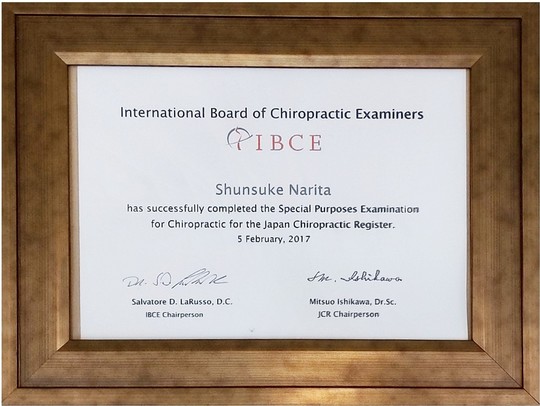 International Board of Chiropractic Examiners
IBCE
Shunsuke Narita
has successfully completed the Special Purposes Examination
for Chiropractic for the Japan Chiropractic Register.
5 February, 2017
Salvatore D. LaRusso, D.C.
IBCE Chairperson
Mitsuo Ishikawa, Dr.Sc.
JCR Chairperson